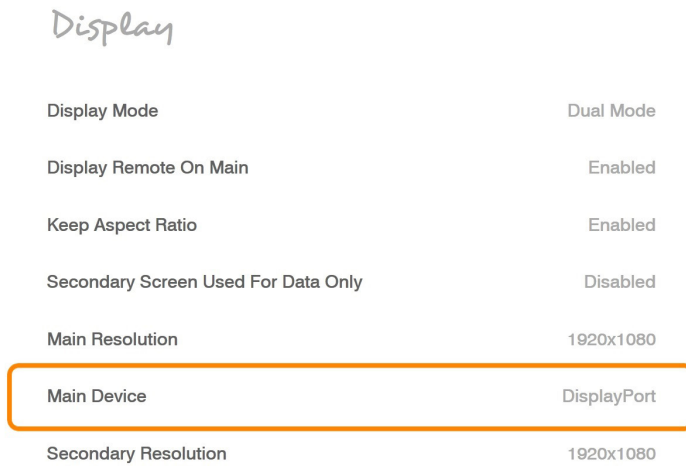 Display
Display Mode Dual Mode
Display Remote On Main Enabled
Keep Aspect Ratio Enabled
Secondary Screen Used For Data Only Disabled
Main Resolution 1920x1080
Main Device DisplayPort
Secondary Resolution 1920x1080